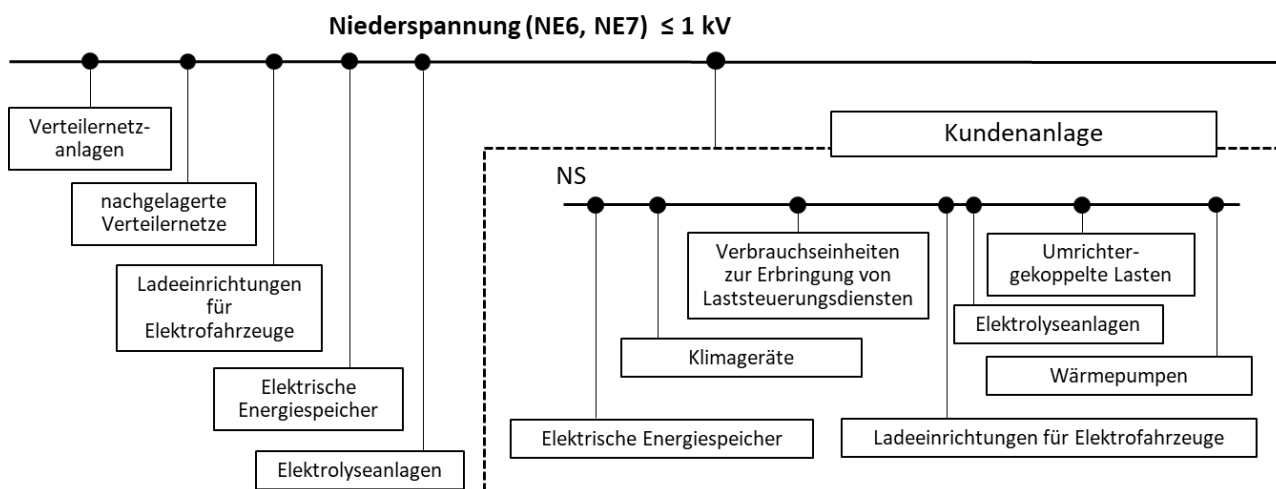 Niederspannung (NE6, NE7) ≤ 1 kV
Verteilernetz-
anlagen
nachgelagerte
Verteilernetze
Ladeeinrichtungen
für
Elektrofahrzeuge
Elektrische
Energiespeicher
Elektrolyseanlagen
Kundenanlage
NS
Verbrauchseinheiten
zur Erbringung von
Laststeuerungsdiensten
Umrichter-
gekoppelte Lasten
Elektrolyseanlagen
Klimageräte
Wärmepumpen
Elektrische Energiespeicher
Ladeeinrichtungen für Elektrofahrzeuge